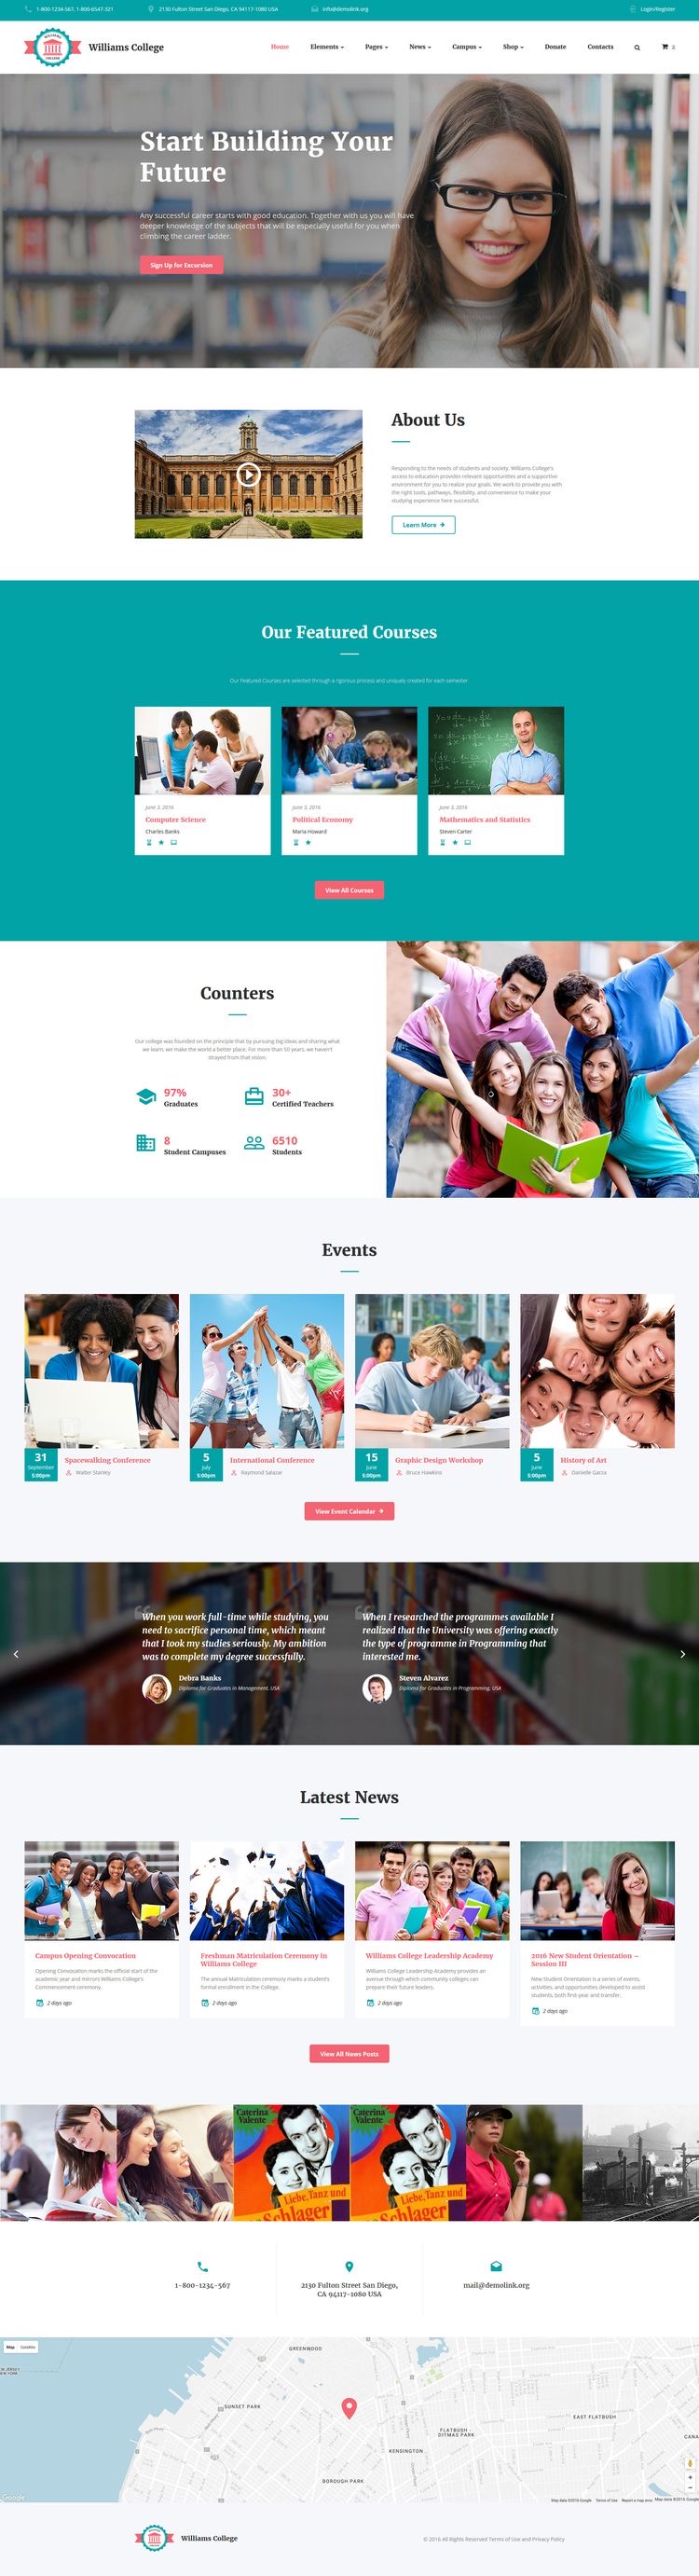 1-800-1234-567, 1-800-6547-321
2130 Fulton Street San Diego, CA 94117-1080 USA
info@demolink.org
Login/Register
WILLIAMS
COLLEGE
Williams College
Home Elements Pages News Campus Shop Donate Contacts 3
Start Building Your
Future
Any successful career starts with good education. Together with us you will have
deeper knowledge of the subjects that will be especially useful for you when
climbing the career ladder.
Sign Up for Excursion
About Us
Responding to the needs of students and society, Williams College's
access to education provides relevant opportunities and a supportive
environment for you to realize your goals. We work to provide you with
the right tools, pathways, flexibility, and convenience to make your
studying experience here successful.
Learn More
Our Featured Courses
Our Featured Courses are selected through a rigorous process and uniquely created for each semester.
June 3, 2016
Computer Science
Charles Banks
June 3, 2016
Political Economy
Maria Howard
June 3, 2016
Mathematics and Statistics
Steven Carter
View All Courses
Counters
Our college was founded on the principle that by pursuing big ideas and sharing what
we learn, we make the world a better place. For more than 50 years, we haven't
strayed from that vision.
97%
Graduates
30+
Certified Teachers
8
Student Campuses
6510
Students
Events
31
September
5:00pm
Spacewalking Conference
Walter Stanley
5
July
5:00pm
International Conference
Raymond Salazar
15
June
5:00pm
Graphic Design Workshop
Bruce Hawkins
5
June
5:00pm
History of Art
Danielle Garza
View Event Calendar
When you work full-time while studying, you
need to sacrifice personal time, which meant
that I took my studies seriously. My ambition
was to complete my degree successfully.
Debra Banks
Diploma for Graduates in Management, USA
When I researched the programmes available I
realized that the University was offering exactly
the type of programme in Programming that
interested me.
Steven Alvarez
Diploma for Graduates in Programming, USA
Latest News
Campus Opening Convocation
Opening Convocation marks the official start of the
academic year and mirrors Williams College's
Commencement ceremony.
2 days ago
Freshman Matriculation Ceremony in
Williams College
The annual Matriculation ceremony marks a student's
formal enrollment in the College.
2 days ago
Williams College Leadership Academy
Williams College Leadership Academy provides an
avenue through which community colleges can
prepare their future leaders.
2 days ago
2016 New Student Orientation –
Session III
New Student Orientation is a series of events,
activities, and opportunities developed to assist
students, both first-year and transfer.
2 days ago
View All News Posts
Caterina
Valente
Liebe, Tanz und
Schlager
Caterina
Valente
Liebe, Tanz und
Schlager
1-800-1234-567
2130 Fulton Street San Diego,
CA 94117-1080 USA
mail@demolink.org
Map Satellite
GREENWOOD
SUNSET PARK
FLATBUSH -
DITMAS PARK
EAST FLATBUSH
KENSINGTON
BOROUGH PARK
CANA
Google
Map data ©2016 Google Terms of Use Report a map error Map data ©2016 Google
WILLIAMS
COLLEGE
Williams College
© 2016 All Rights Reserved Terms of Use and Privacy Policy